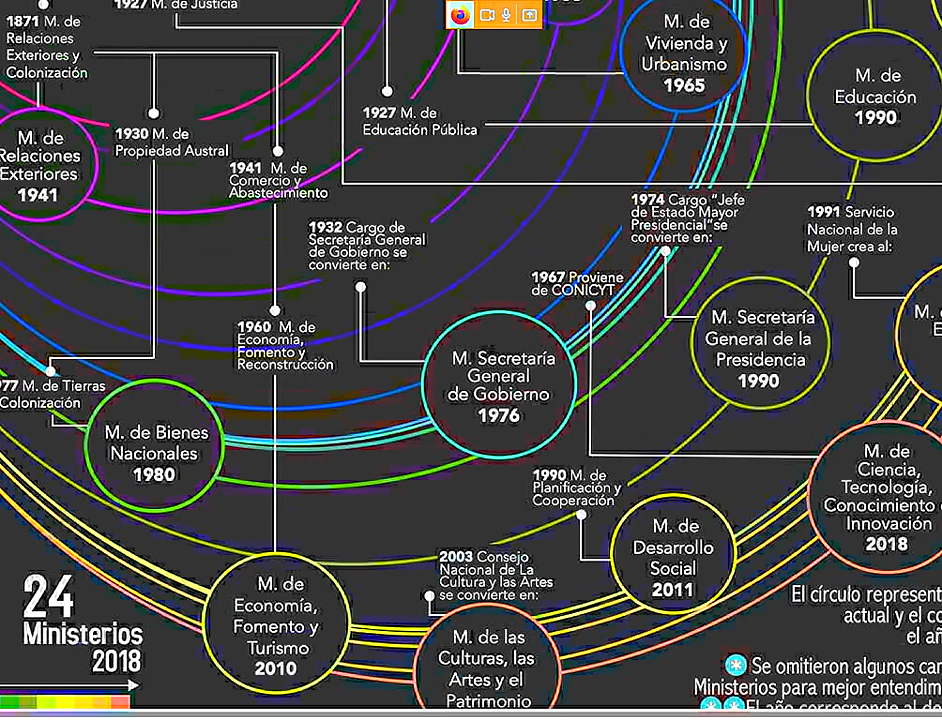 1927 M. de Justicia
1871 M. de
Relaciones
Exteriores y
Colonización
M. de
Relaciones
Exteriores
1941
1930 M. de
Propiedad Austral
1941 M. de
Comercio y
Abastecimiento
1927 M. de
Educación Pública
M. de
Vivienda y
Urbanismo
1965
M. de
Educación
1990
1932 Cargo de
Secretaría General
de Gobierno se
convierte en:
1974 Cargo "Jefe
de Estado Mayor
Presidencial"se
convierte en:
1991 Servicio
Nacional de la
Mujer crea al:
1967 Proviene
de CONICYT
1960 M. de
Economía,
Fomento y
Reconstrucción
M. Secretaría
General
de Gobierno
1976
M. Secretaría
General de la
Presidencia
1990
M.
977 M. de Tierras
Colonización
M. de Bienes
Nacionales
1980
1990 M. de
Planificación y
Cooperación
M. de
Ciencia,
Tecnología,
Conocimiento
Innovación
2018
M. de
Desarrollo
Social
2011
2003 Consejo
Nacional de La
Cultura y las Artes
se convierte en:
M. de
Economía,
Fomento y
Turismo
2010
M. de las
Culturas, las
Artes y el
Patrimonio
24
Ministerios
2018
El círculo represent
actual y el co
el añ
* Se omitieron algunos car
Ministerios para mejor entendim
** El año corresponde al de